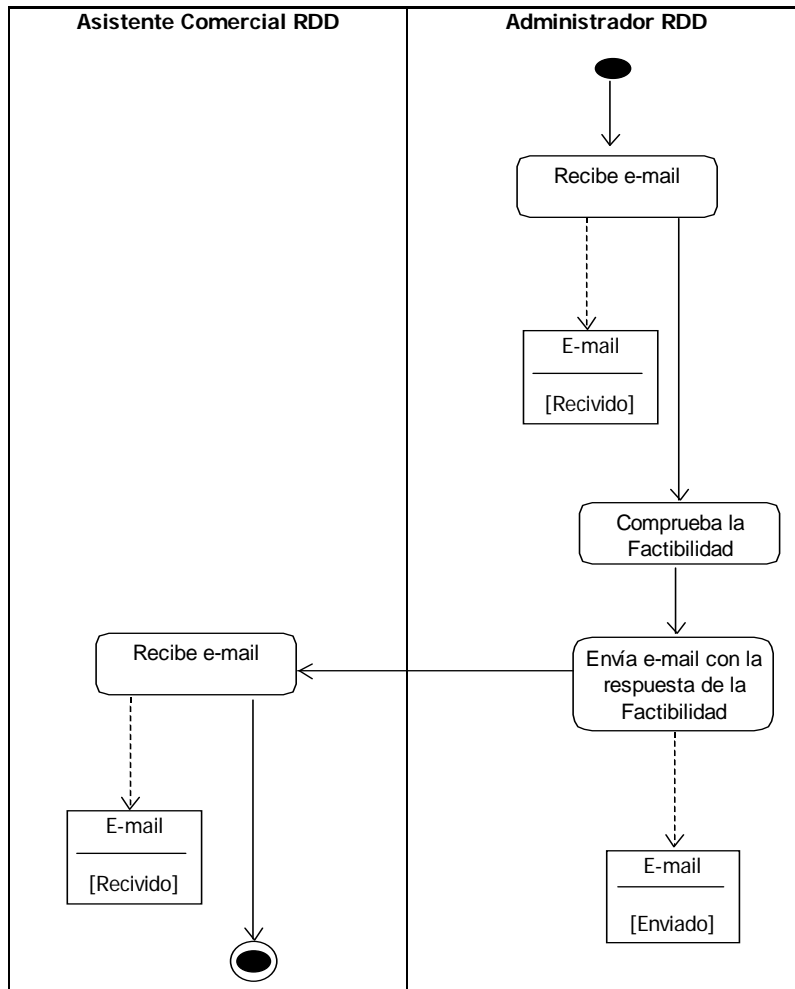 Asistente Comercial RDD
Administrador RDD
Recibe e-mail
E-mail
[Recivido]
Comprueba la
Factibilidad
Envía e-mail con la
respuesta de la
Factibilidad
E-mail
[Enviado]
Recibe e-mail
E-mail
[Recivido]